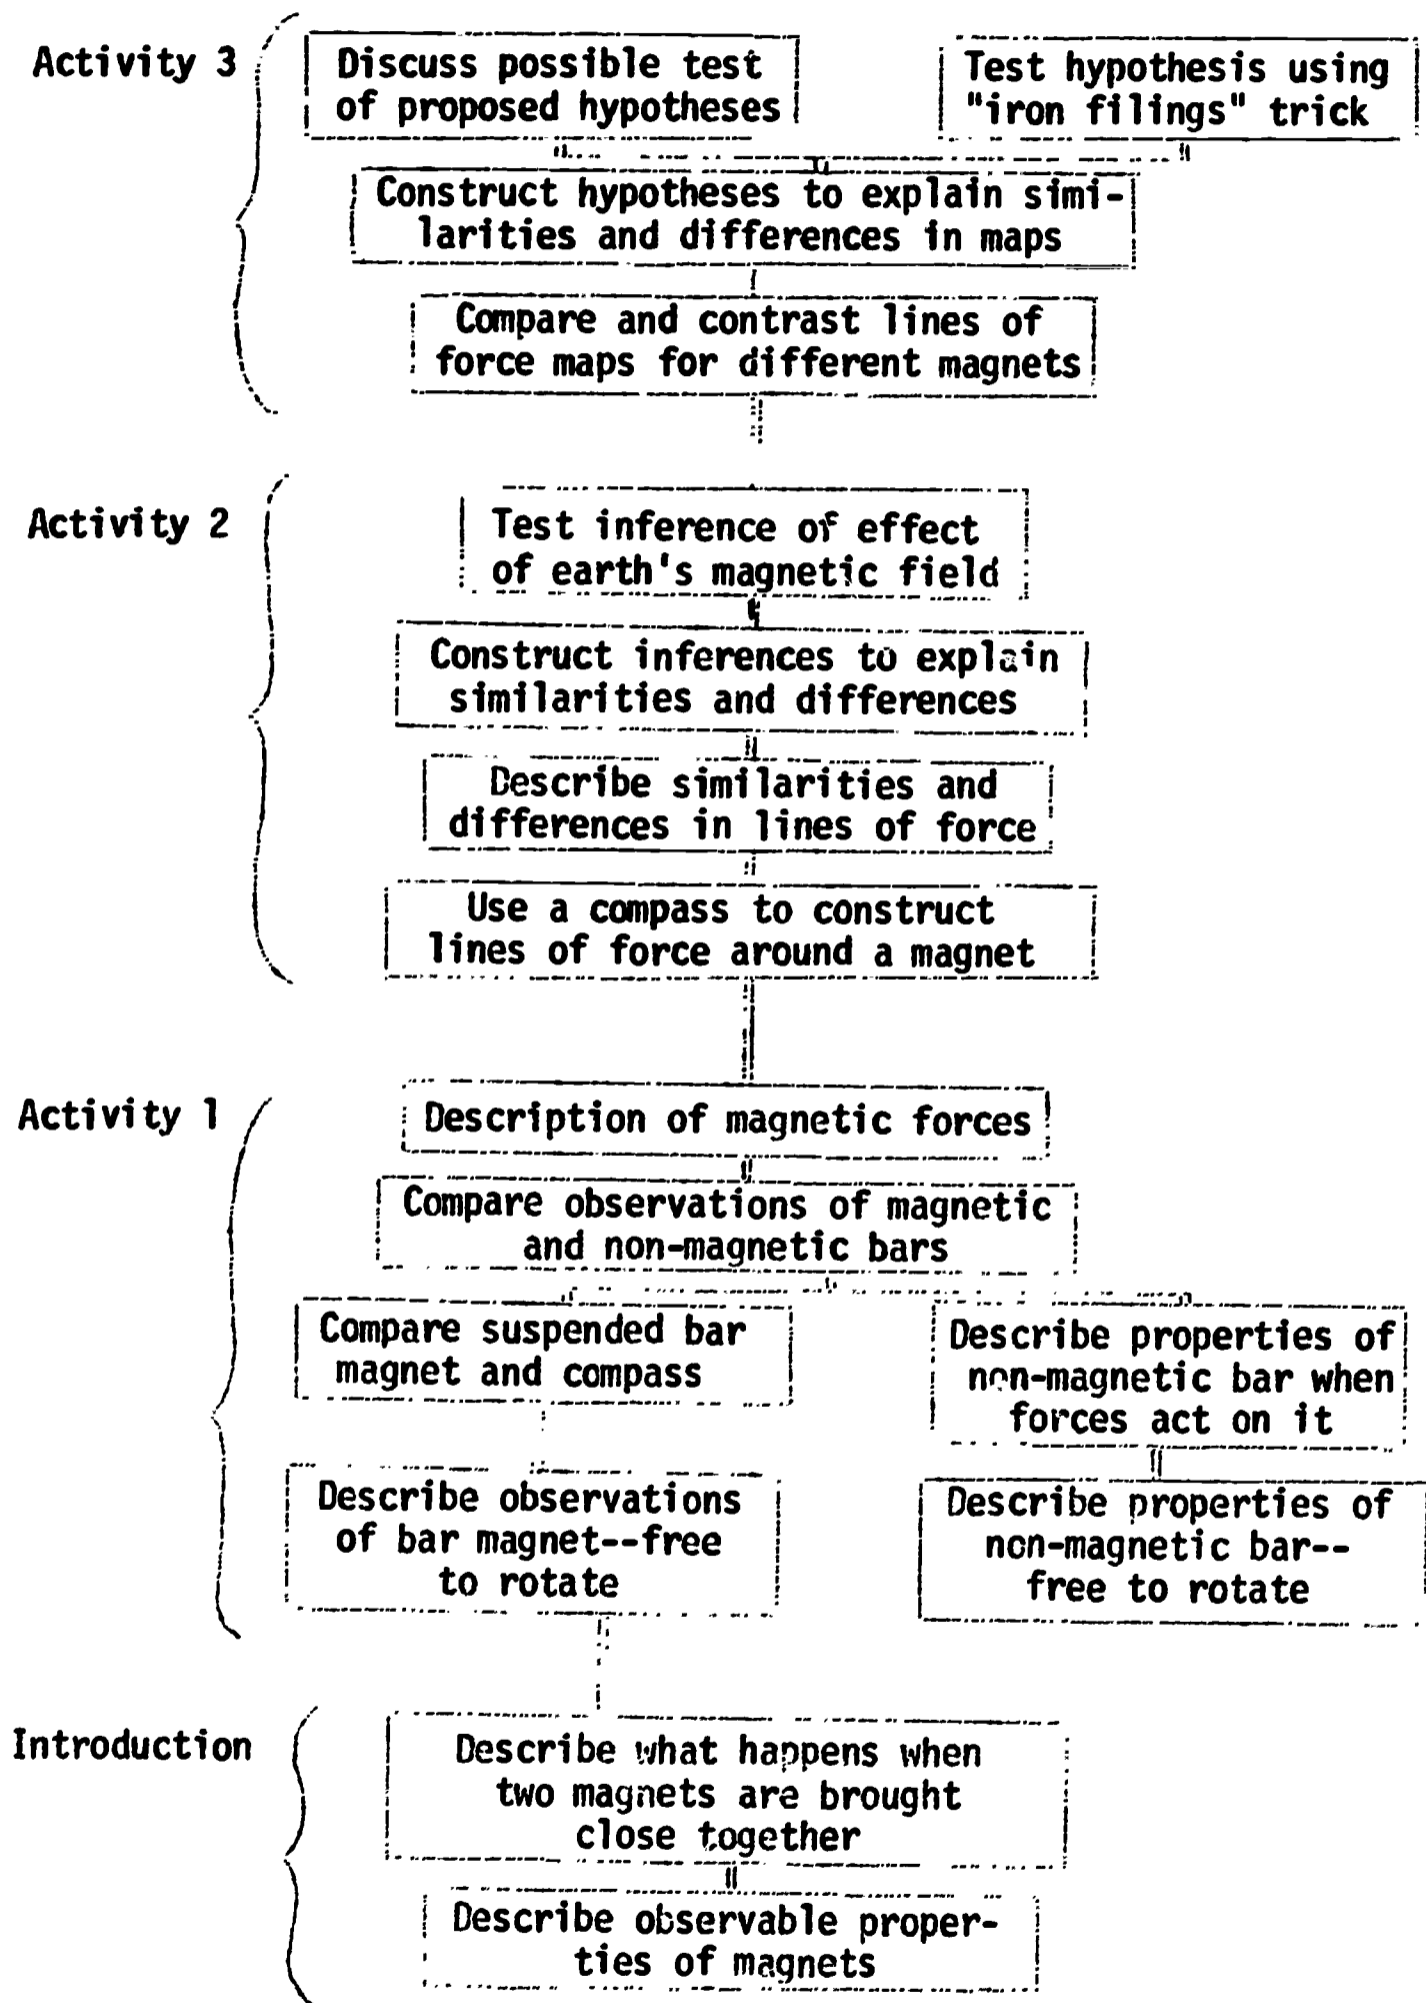 Activity 3
Discuss possible test
of proposed hypotheses
Test hypothesis using
"iron filings" trick
Construct hypotheses to explain simi-
larities and differences in maps
Compare and contrast lines of
force maps for different magnets
Activity 2
Test inference of effect
of earth's magnetic field
Construct inferences to explain
similarities and differences
Describe similarities and
differences in lines of force
Use a compass to construct
lines of force around a magnet
Activity 1
Description of magnetic forces
Compare observations of magnetic
and non-magnetic bars
Compare suspended bar
magnet and compass
Describe properties of
non-magnetic bar when
forces act on it
Describe observations
of bar magnet--free
to rotate
Describe properties of
non-magnetic bar--
free to rotate
Introduction
Describe what happens when
two magnets are brought
close together
Describe observable proper-
ties of magnets